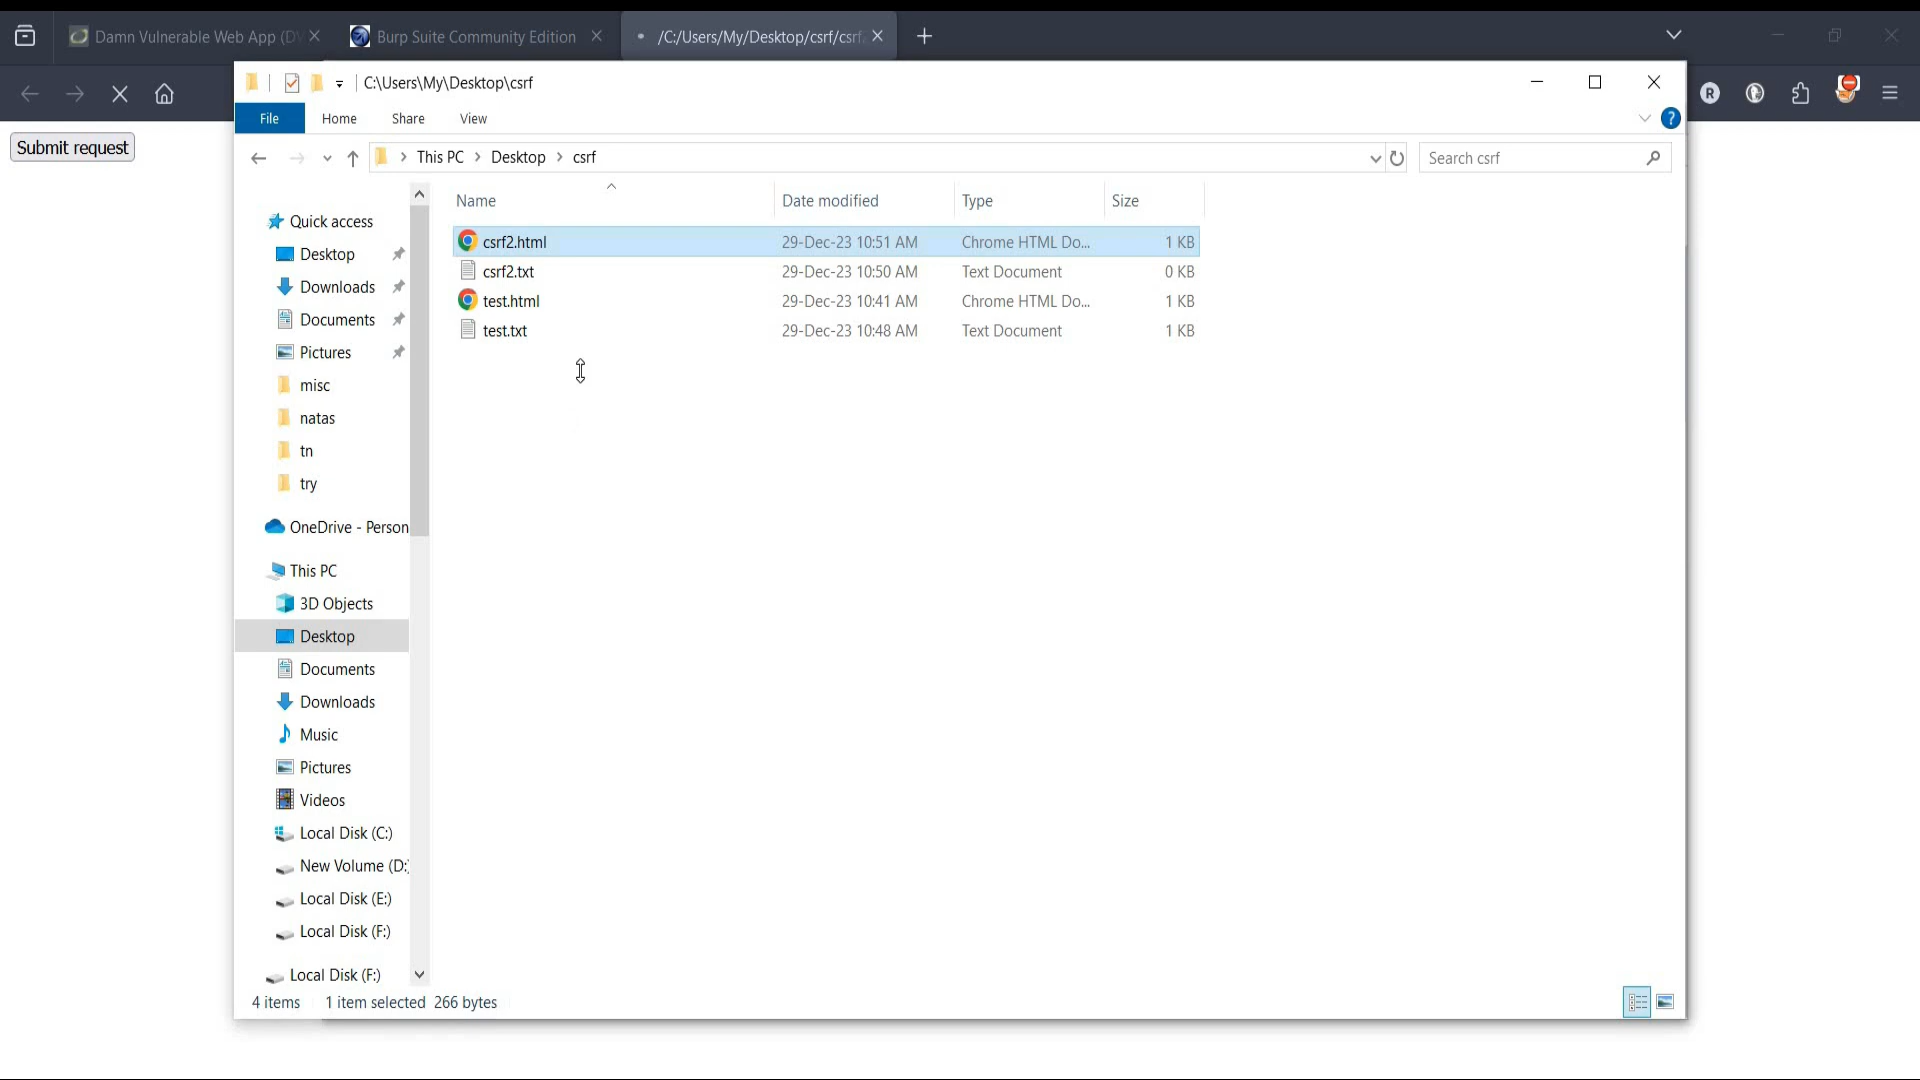 Damn Vulnerable Web App (DV
Burp Suite Community Edition
/C:/Users/My/Desktop/csrf/csrf
C:\Users\My\Desktop\csrf
File
Home
Share
View
?
R
Submit request
This PC
Desktop
csrf
Search csrf
Name
Date modified
Type
Size
csrf2.html 29-Dec-23 10:51 AM Chrome HTML Do... 1 KB
csrf2.txt 29-Dec-23 10:50 AM Text Document 0 KB
test.html 29-Dec-23 10:41 AM Chrome HTML Do... 1 KB
test.txt 29-Dec-23 10:48 AM Text Document 1 KB
Quick access
Desktop
Downloads
Documents
Pictures
misc
natas
tn
try
OneDrive - Person
This PC
3D Objects
Desktop
Documents
Downloads
Music
Pictures
Videos
Local Disk (C:)
New Volume (D:)
Local Disk (E:)
Local Disk (F:)
Local Disk (F:)
4 items 1 item selected 266 bytes